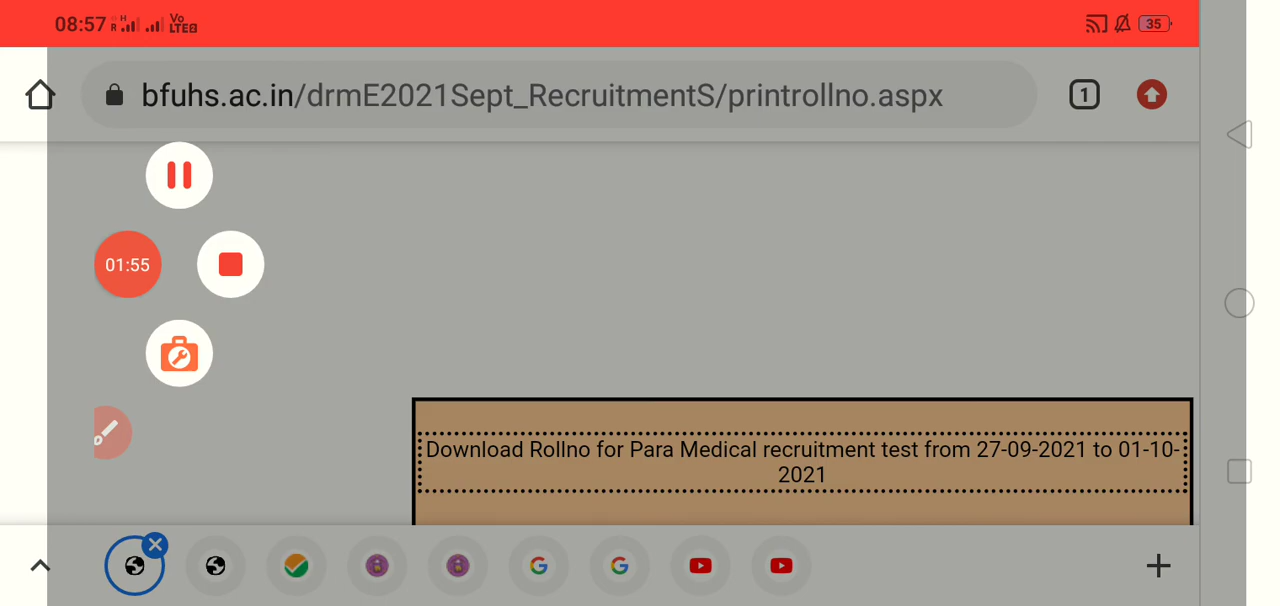 08:57 R H Vo LTE2 35
bfuhs.ac.in/drmE2021Sept_RecruitmentS/printrollno.aspx 1
01:55
Download Rollno for Para Medical recruitment test from 27-09-2021 to 01-10-
2021